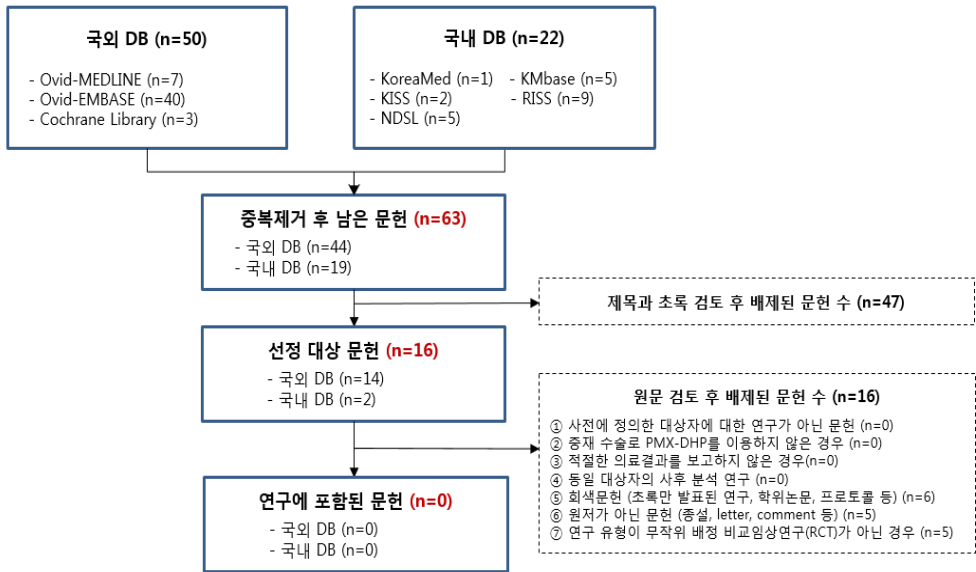 국외 DB (n=50)
- Ovid-MEDLINE (n=7)
- Ovid-EMBASE (n=40)
- Cochrane Library (n=3)
국내 DB (n=22)
- KoreaMed (n=1) - KMbase (n=5)
- KISS (n=2) - RISS (n=9)
- NDSL (n=5)
중복제거 후 남은 문헌 (n=63)
- 국외 DB (n=44)
- 국내 DB (n=19)
제목과 초록 검토 후 배제된 문헌 수 (n=47)
선정 대상 문헌 (n=16)
- 국외 DB (n=14)
- 국내 DB (n=2)
원문 검토 후 배제된 문헌 수 (n=16)
① 사전에 정의한 대상자에 대한 연구가 아닌 문헌 (n=0)
② 중재 수술로 PMX-DHP를 이용하지 않은 경우 (n=0)
③ 적절한 의료결과를 보고하지 않은 경우(n=0)
④ 동일 대상자의 사후 분석 연구 (n=0)
⑤ 회색문헌 (초록만 발표된 연구, 학위논문, 프로토콜 등) (n=6)
⑥ 원저가 아닌 문헌 (종설, letter, comment 등) (n=5)
⑦ 연구 유형이 무작위 배정 비교임상연구(RCT)가 아닌 경우 (n=5)
연구에 포함된 문헌 (n=0)
- 국외 DB (n=0)
- 국내 DB (n=0)